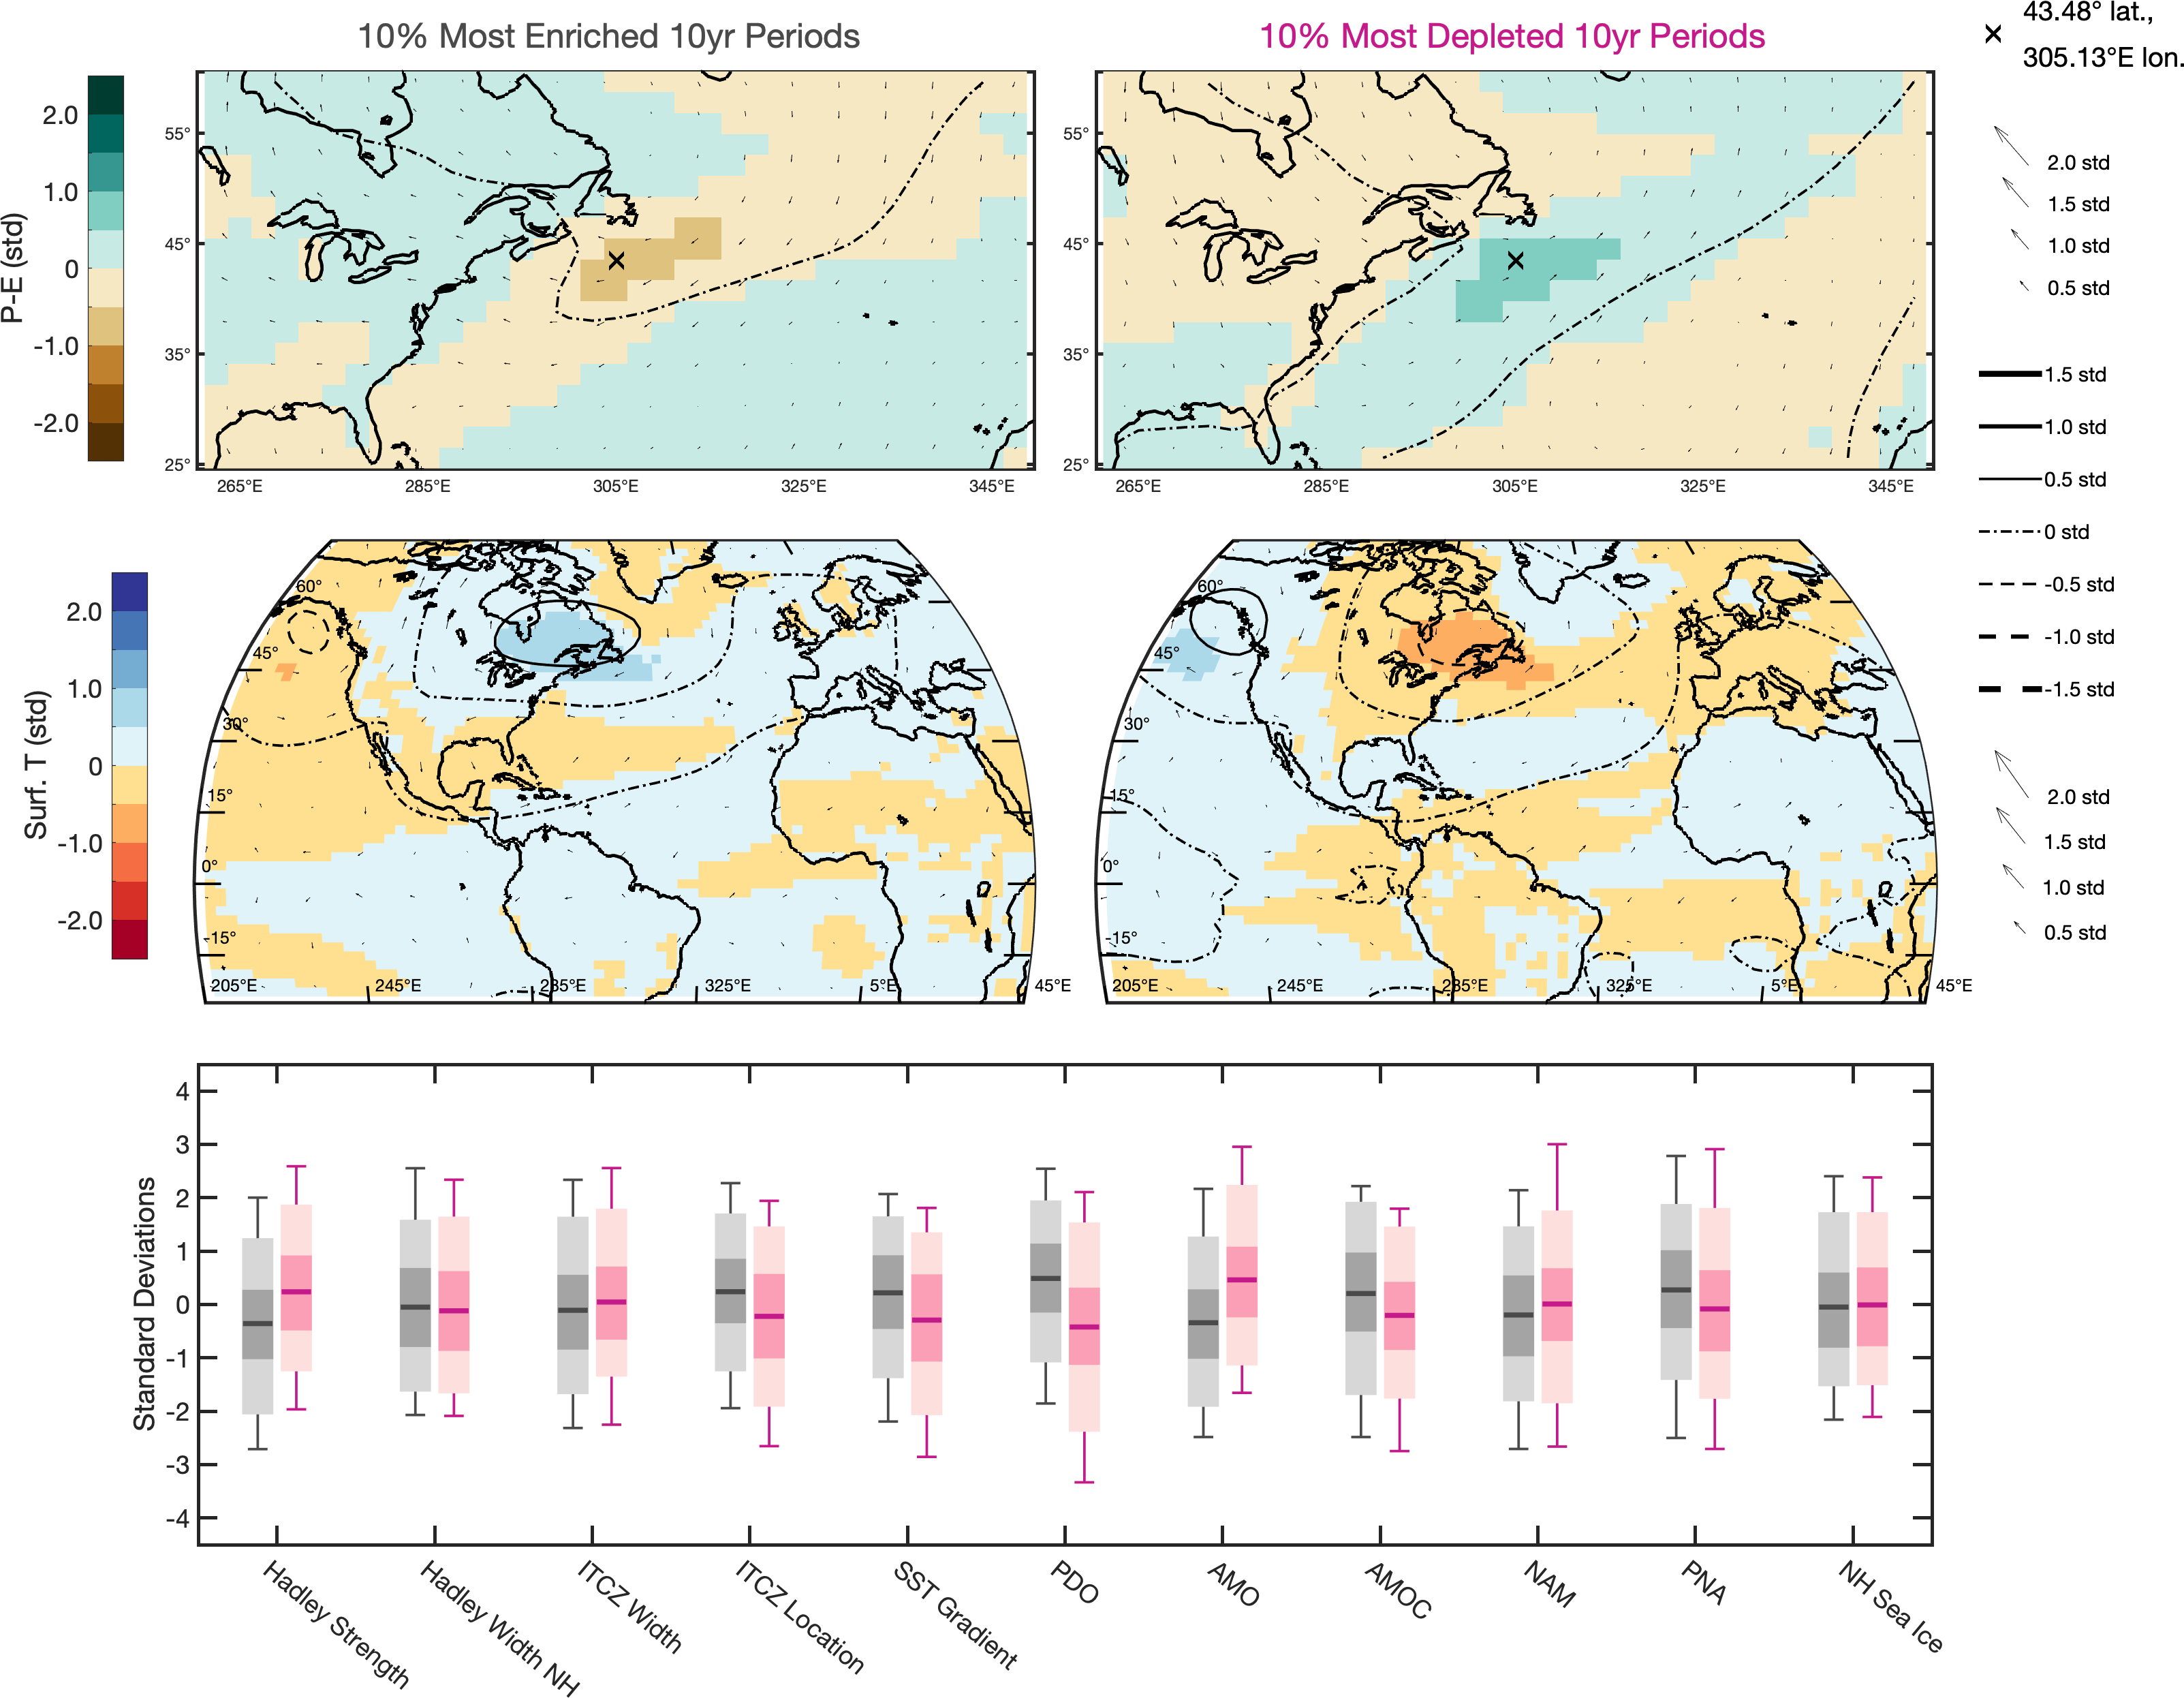 10% Most Enriched 10yr Periods
10% Most Depleted 10yr Periods
43.48° lat.,
305.13°E lon.
P-E (std)
2.0
1.0
0
-1.0
-2.0
55°
45°
35°
25°
265°E
285°E
305°E
325°E
345°E
55°
45°
35°
25°
265°E
285°E
305°E
325°E
345°E
2.0 std
1.5 std
1.0 std
0.5 std
1.5 std
1.0 std
0.5 std
0 std
-0.5 std
-1.0 std
-1.5 std
2.0 std
1.5 std
1.0 std
0.5 std
Surf. T (std)
2.0
1.0
0
-1.0
-2.0
60°
45°
30°
15°
0°
-15°
205°E
245°E
285°E
325°E
5°E
45°E
60°
45°
30°
15°
0°
-15°
205°E
245°E
285°E
325°E
5°E
45°E
Standard Deviations
4
3
2
1
0
-1
-2
-3
-4
Hadley Strength
Hadley Width NH
ITCZ Width
ITCZ Location
SST Gradient
PDO
AMO
AMOC
NAM
PNA
NH Sea Ice